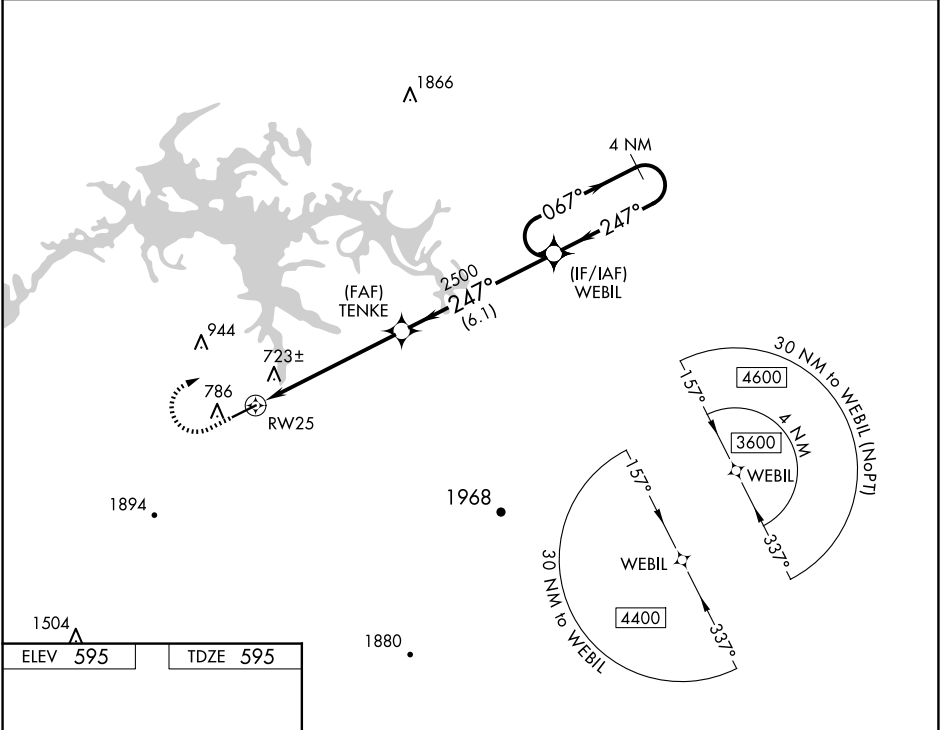 1866
4 NM
067°
247°
(IF/IAF)
WEBIL
2500
247°
(6.1)
(FAF)
TENKE
944
723±
786
RW25
30 NM to WEBIL (NoPT)
4600
157°
4 NM
3600
WEBIL
337°
1894
1968
157°
WEBIL
30 NM to WEBIL
4400
337°
1504
1880
ELEV 595
TDZE 595